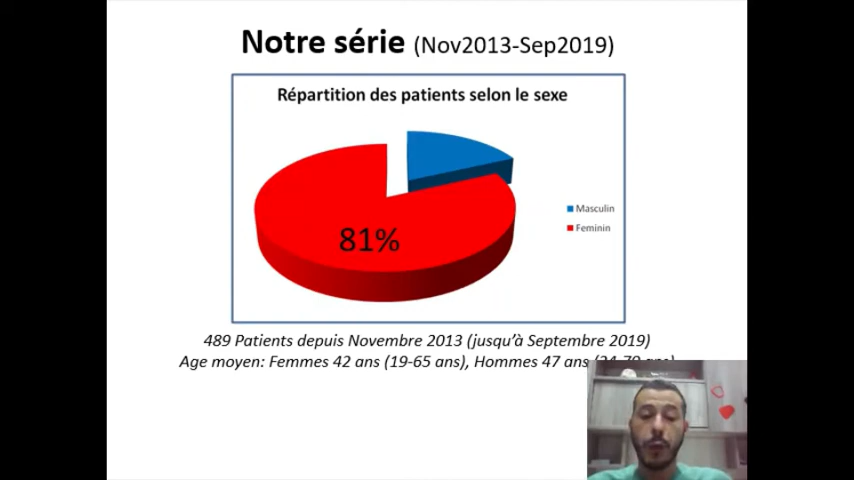 Notre série (Nov2013-Sep2019)
Répartition des patients selon le sexe
Masculin
Feminin
81%
489 Patients depuis Novembre 2013 (jusqu'à Septembre 2019)
Age moyen: Femmes 42 ans (19-65 ans), Hommes 47 ans